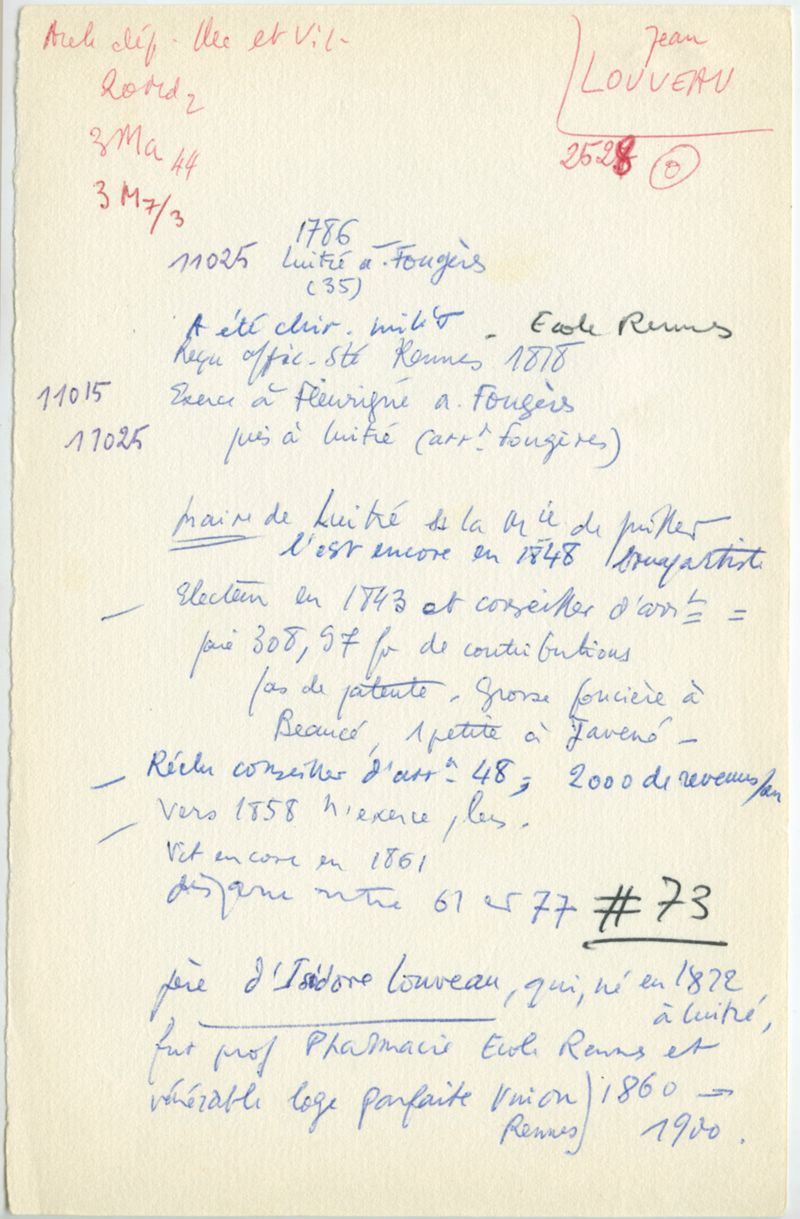 Arch dép - Ille et Vil-
20 Md 2
3 Ma 44
3 M 7/3
Jean
LOUVEAU
2528 0
1786
11025 Luitré a. Fougères
(35)
A été chir. milit - Ecole Rennes
Reçu offic. sté Rennes 1818
11015 Exerce à Fleurigné a. Fougères
11025 puis à Luitré (arrt Fougères)
maire de Luitré ss la Mie de juillet
l'est encore en 1848 bonapartiste
- Electeur en 1843 et conseiller d'arrt =
paie 308,97 fr de contributions
pas de patente. Grosse foncière à
Beaucé, 1 petite à Javené -
- Réélu conseiller d'arrt 48, 2000 de revenus/an
- Vers 1858 n'exerce plus.
Vit encore en 1861
disparu entre 61 et 77 # 73
père d'Isidore Louveau, qui, né en 1822
à Luitré,
fut prof Pharmacie Ecole Rennes et
vénérable loge parfaite Union) 1860 →
Rennes) 1900.